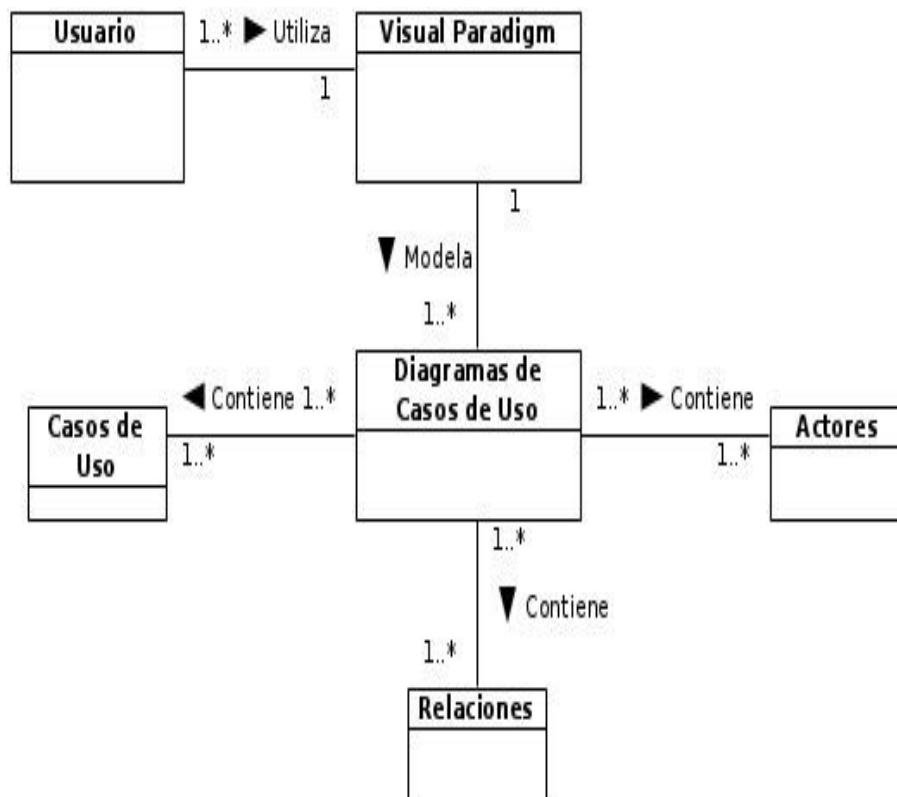 Usuario
1..* ▶ Utiliza
1
Visual Paradigm
1
▼ Modela
1..*
Diagramas de
Casos de Uso
◀ Contiene 1..*
1..*
Casos de
Uso
1..* ▶ Contiene
1..*
Actores
1..*
▼ Contiene
1..*
Relaciones